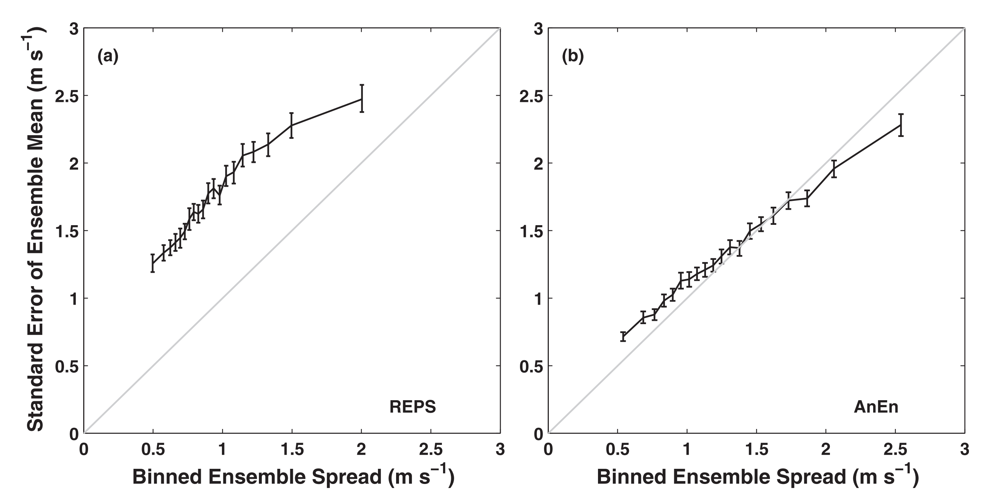 Standard Error of Ensemble Mean (m s⁻¹)
3
2.5
2
1.5
1
0.5
0
(a)
REPS
0 0.5 1 1.5 2 2.5 3
Binned Ensemble Spread (m s⁻¹)
3
2.5
2
1.5
1
0.5
0
(b)
AnEn
0 0.5 1 1.5 2 2.5 3
Binned Ensemble Spread (m s⁻¹)